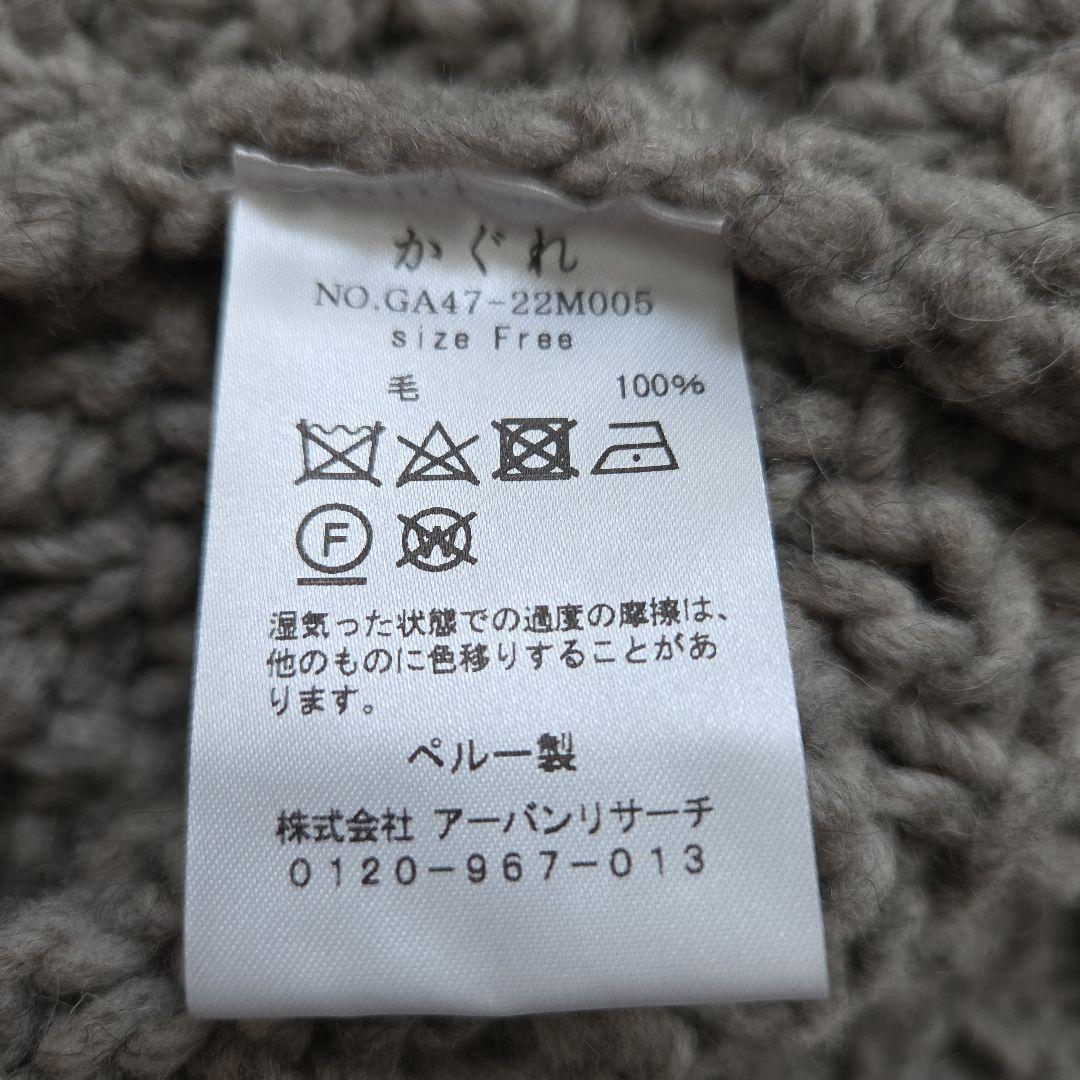 かぐれ
NO.GA47-22M005
size Free
毛 100%
F
W
湿気った状態での過度の摩擦は、
他のものに色移りすることがあ
ります。
ペルー製
株式会社 アーバンリサーチ
0120-967-013